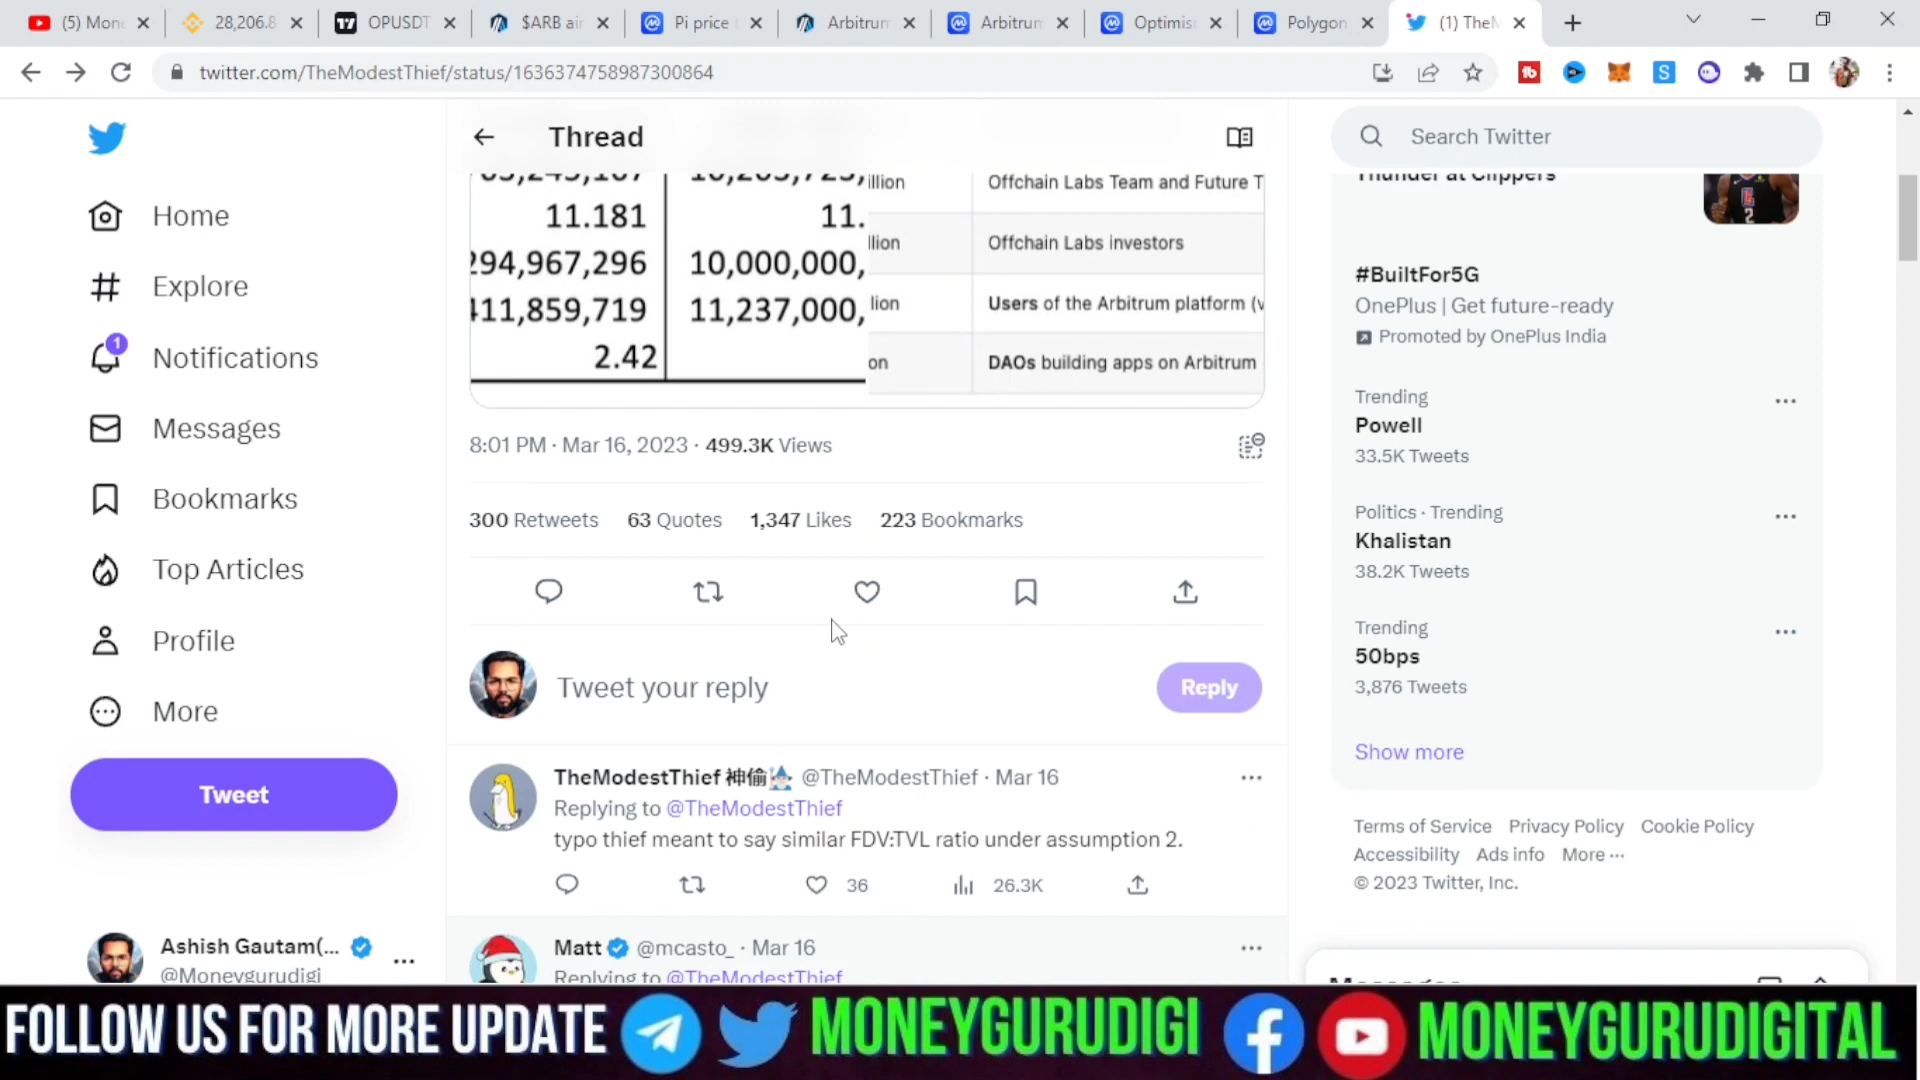 (5) Mone
28,206.8
OPUSDT
$ARB air
Pi price
Arbitrum
Arbitrum
Optimis
Polygon
(1) TheM
twitter.com/TheModestThief/status/1636374758987300864
Thread
Search Twitter
Home
Explore
1
Notifications
Messages
Bookmarks
Top Articles
Profile
More
Tweet
Ashish Gautam(...
@Moneygurudigi
11.181
11.
294,967,296
10,000,000,
411,859,719
11,237,000,
2.42
illion
Offchain Labs Team and Future T
llion
Offchain Labs investors
lion
Users of the Arbitrum platform (v
on
DAOs building apps on Arbitrum
8:01 PM · Mar 16, 2023 · 499.3K Views
300 Retweets 63 Quotes 1,347 Likes 223 Bookmarks
Tweet your reply
Reply
TheModestThief 神偷 @TheModestThief · Mar 16
Replying to @TheModestThief
typo thief meant to say similar FDV:TVL ratio under assumption 2.
36
26.3K
Matt @mcasto_ · Mar 16
Replying to @TheModestThief
Thunder at Clippers
#BuiltFor5G
OnePlus | Get future-ready
Promoted by OnePlus India
Trending
Powell
33.5K Tweets
Politics · Trending
Khalistan
38.2K Tweets
Trending
50bps
3,876 Tweets
Show more
Terms of Service Privacy Policy Cookie Policy
Accessibility Ads info More ···
© 2023 Twitter, Inc.
Messages
FOLLOW US FOR MORE UPDATE MONEYGURUDIGI MONEYGURUDIGITAL